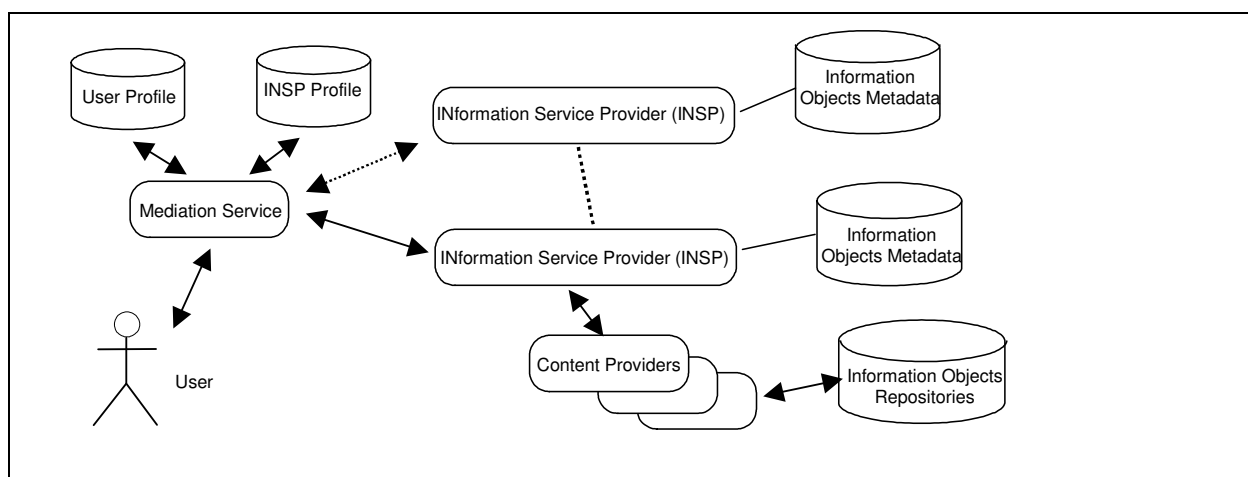 User Profile
INSP Profile
INformation Service Provider (INSP)
Information
Objects Metadata
Mediation Service
INformation Service Provider (INSP)
Information
Objects Metadata
User
Content Providers
Information Objects
Repositories